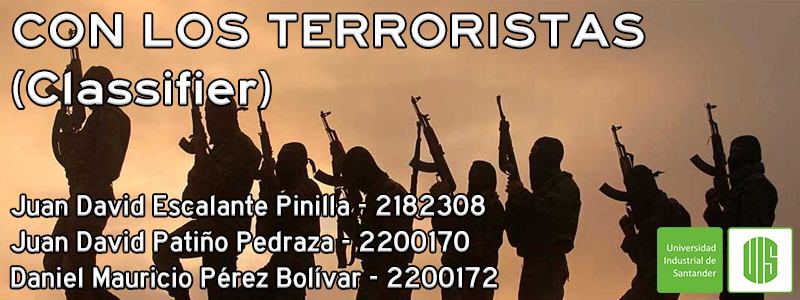 CON LOS TERRORISTAS
(Classifier)
Juan David Escalante Pinilla - 2182308
Juan David Patiño Pedraza - 2200170
Daniel Mauricio Pérez Bolívar - 2200172
Universidad
Industrial de
Santander
UIS